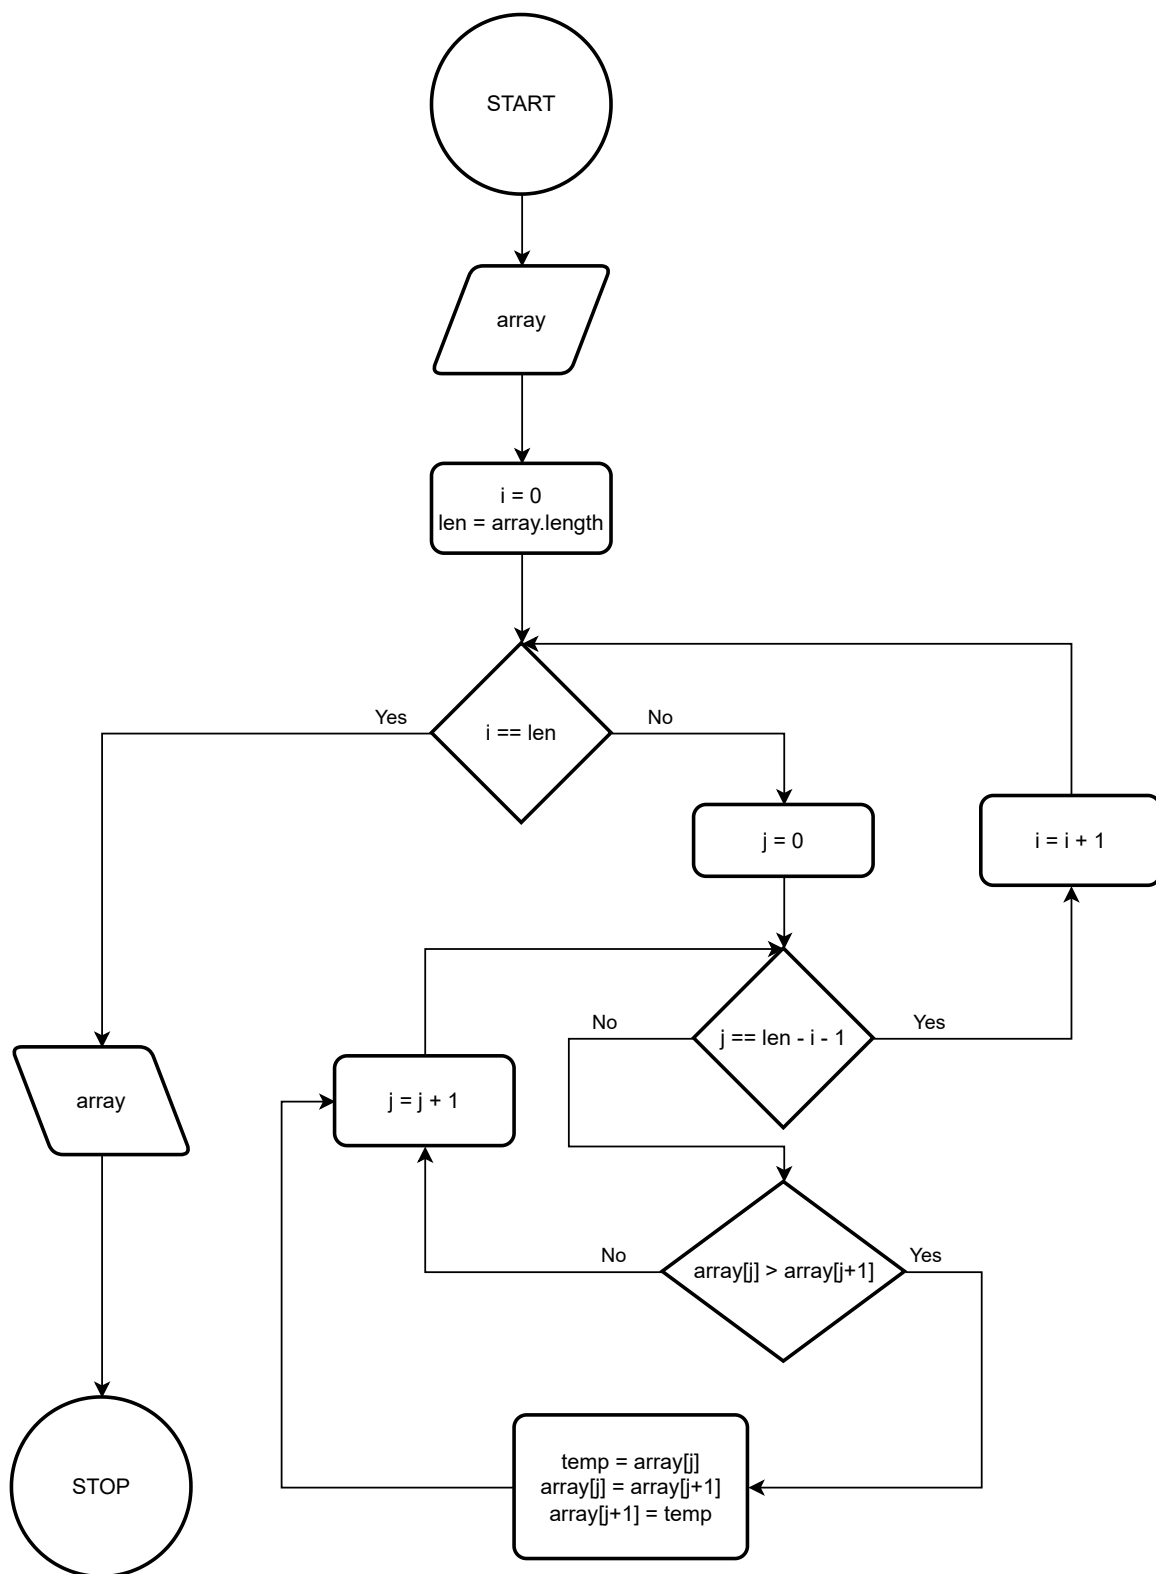 START
array
i = 0
len = array.length
Yes
i == len
No
j = 0
i = i + 1
No
j == len - i - 1
Yes
array
j = j + 1
No
array[j] > array[j+1]
Yes
temp = array[j]
array[j] = array[j+1]
array[j+1] = temp
STOP